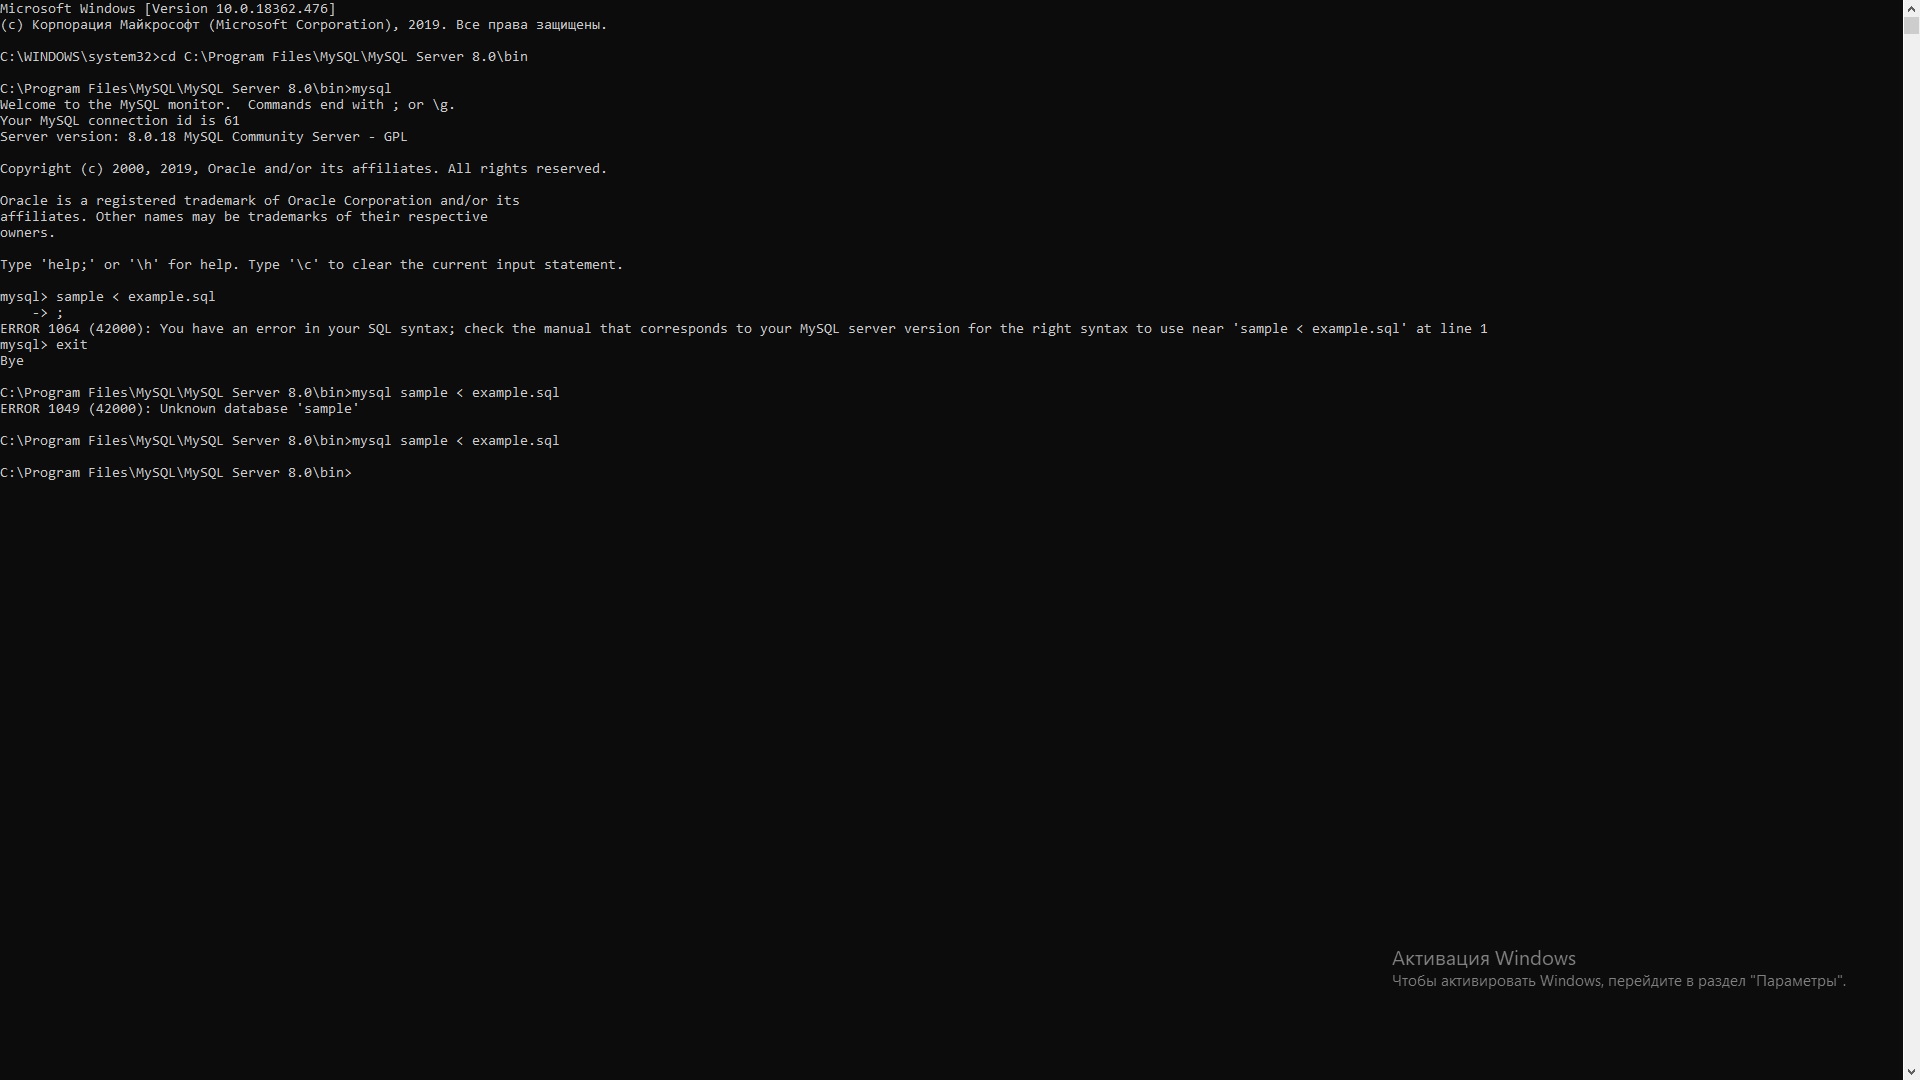 Microsoft Windows [Version 10.0.18362.476]
(c) Корпорация Майкрософт (Microsoft Corporation), 2019. Все права защищены.
C:\WINDOWS\system32>cd C:\Program Files\MySQL\MySQL Server 8.0\bin
C:\Program Files\MySQL\MySQL Server 8.0\bin>mysql
Welcome to the MySQL monitor.  Commands end with ; or \g.
Your MySQL connection id is 61
Server version: 8.0.18 MySQL Community Server - GPL
Copyright (c) 2000, 2019, Oracle and/or its affiliates. All rights reserved.
Oracle is a registered trademark of Oracle Corporation and/or its
affiliates. Other names may be trademarks of their respective
owners.
Type 'help;' or '\h' for help. Type '\c' to clear the current input statement.
mysql> sample < example.sql
    -> ;
ERROR 1064 (42000): You have an error in your SQL syntax; check the manual that corresponds to your MySQL server version for the right syntax to use near 'sample < example.sql' at line 1
mysql> exit
Bye
C:\Program Files\MySQL\MySQL Server 8.0\bin>mysql sample < example.sql
ERROR 1049 (42000): Unknown database 'sample'
C:\Program Files\MySQL\MySQL Server 8.0\bin>mysql sample < example.sql
C:\Program Files\MySQL\MySQL Server 8.0\bin>
Активация Windows
Чтобы активировать Windows, перейдите в раздел "Параметры".